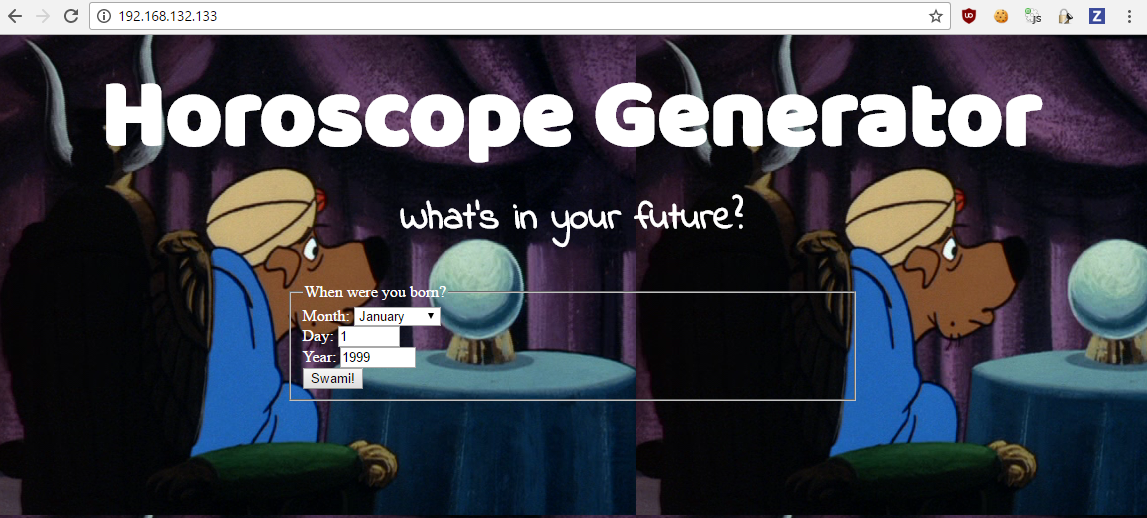 192.168.132.133
Horoscope Generator
what's in your future?
When were you born?
Month: January
Day: 1
Year: 1999
Swami!